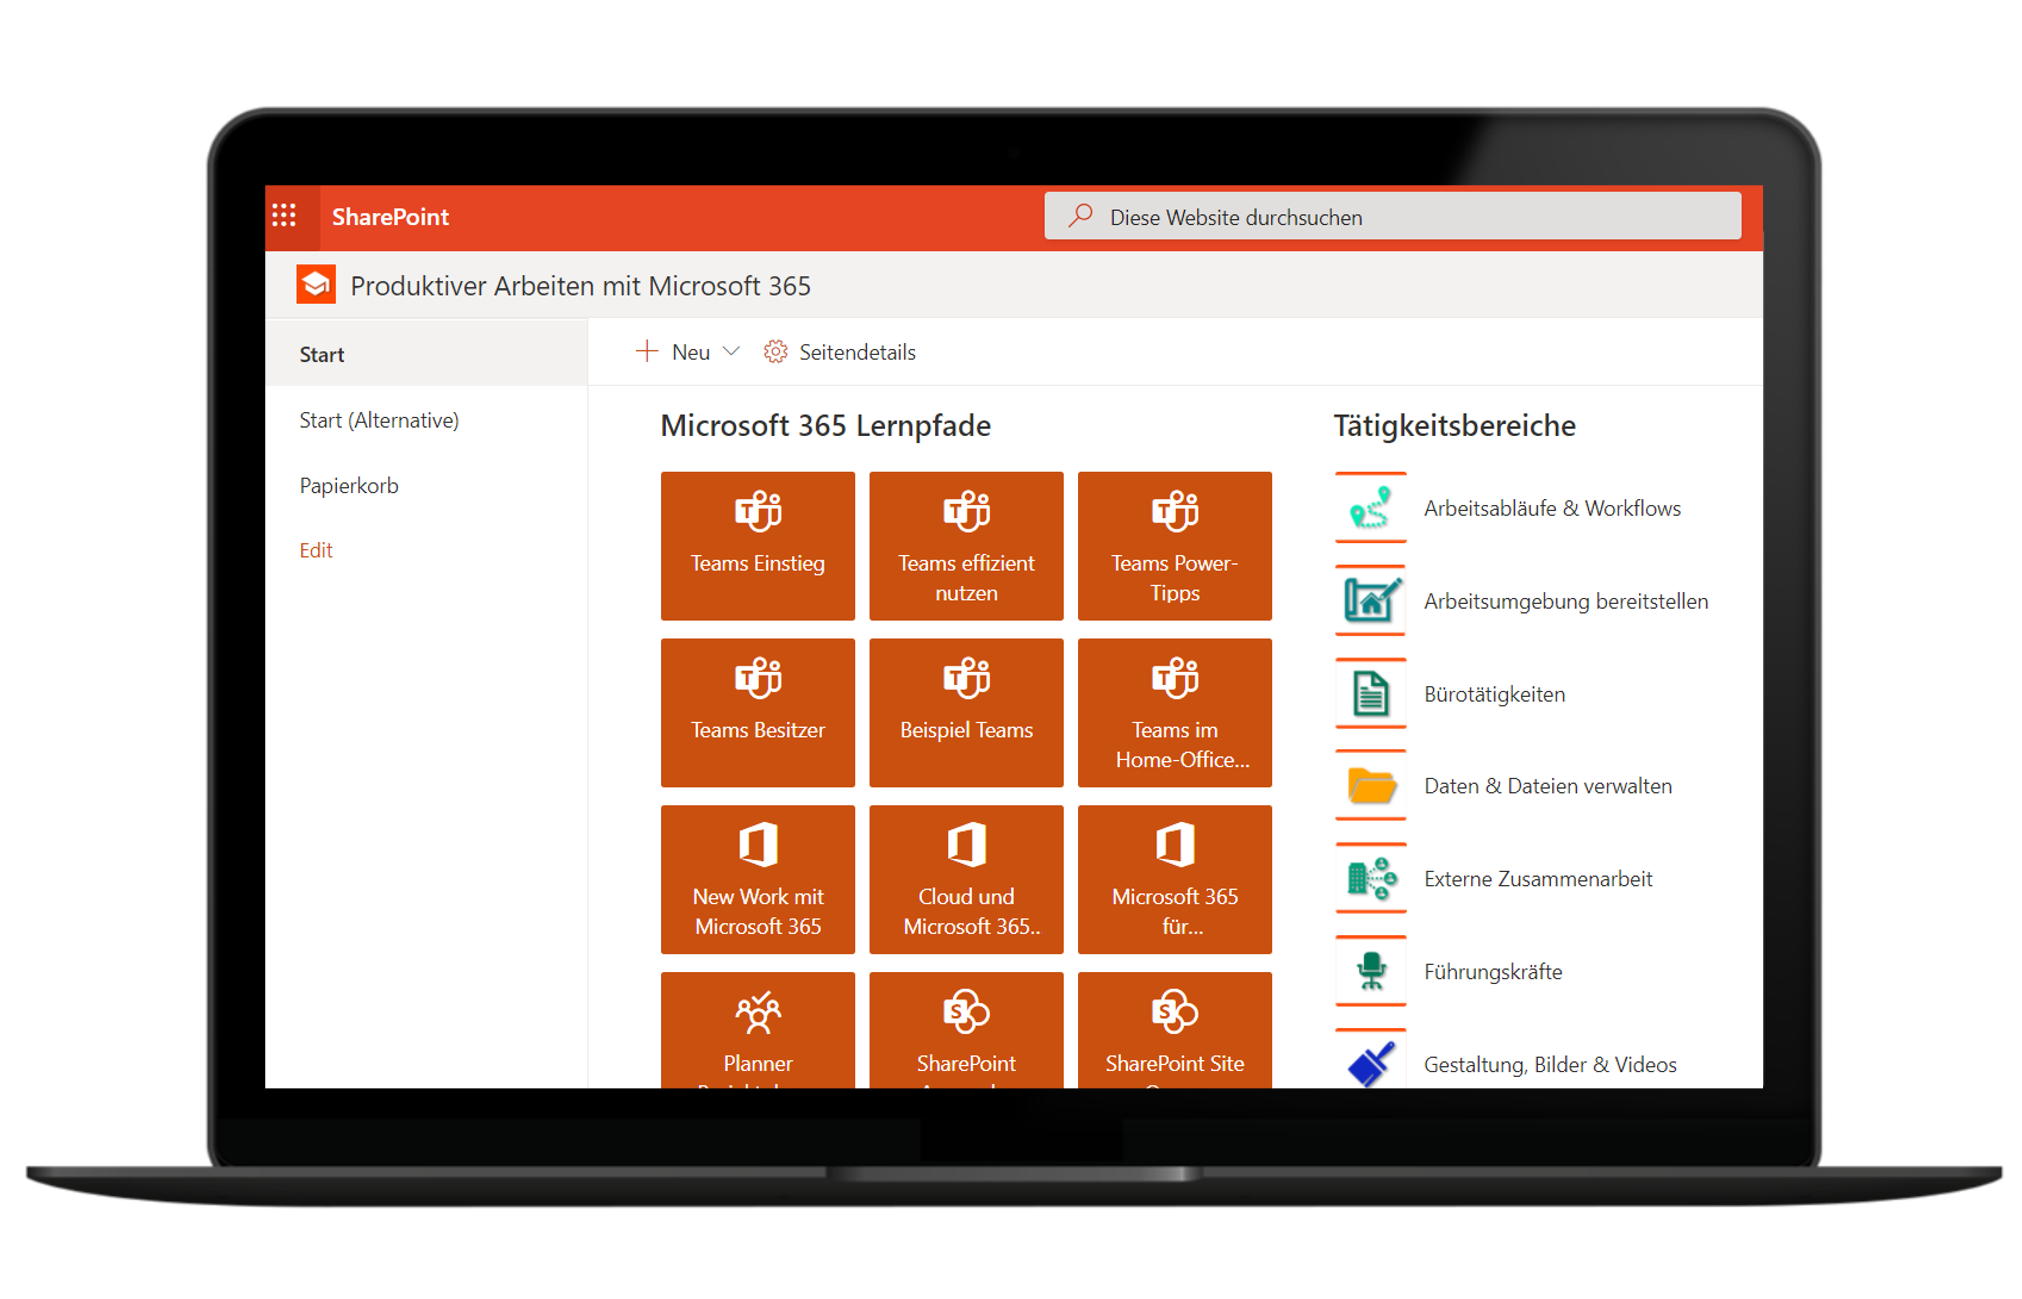 SharePoint
Diese Website durchsuchen
Produktiver Arbeiten mit Microsoft 365
Start
Start (Alternative)
Papierkorb
Edit
Neu
Seitendetails
Microsoft 365 Lernpfade
Teams Einstieg
Teams effizient
nutzen
Teams Power-
Tipps
Teams Besitzer
Beispiel Teams
Teams im
Home-Office...
New Work mit
Microsoft 365
Cloud und
Microsoft 365..
Microsoft 365
für...
Planner
SharePoint
SharePoint Site
Tätigkeitsbereiche
Arbeitsabläufe & Workflows
Arbeitsumgebung bereitstellen
Bürotätigkeiten
Daten & Dateien verwalten
Externe Zusammenarbeit
Führungskräfte
Gestaltung, Bilder & Videos